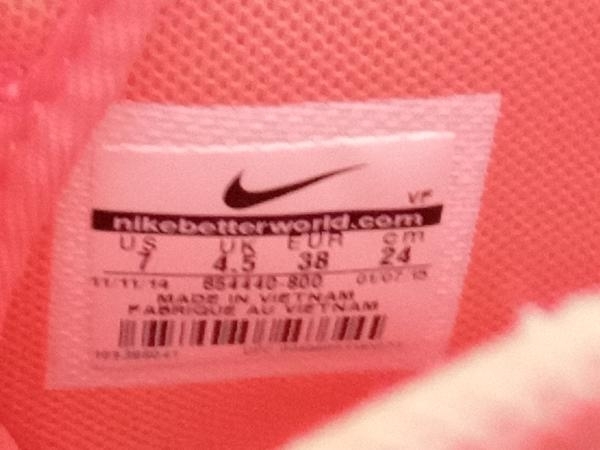 VF
nikebetterworld.com
US UK EUR cm
7 4.5 38 24
11/11/14 854440-800 01/07/15
MADE IN VIETNAM
FABRIQUE AU VIETNAM